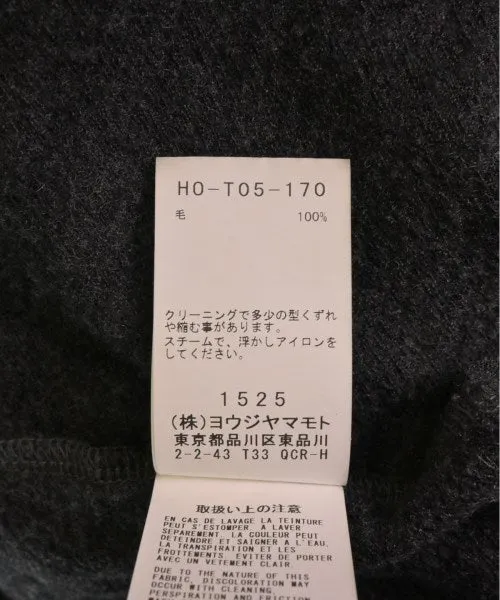 HO-T05-170
毛 100%
クリーニングで多少の型くずれ
や縮む事があります。
スチームで、浮かしアイロンを
してください。
1525
(株)ヨウジヤマモト
東京都品川区東品川
2-2-43 T33 QCR-H
取扱い上の注意
EN CAS DE LAVAGE LA TEINTURE
PEUT S'ESTOMPER. A LAVER
SEPAREMENT. LA COULEUR PEUT
DETEINDRE ET SAIGNER A L'EAU,
LA TRANSPIRATION ET LES
FROTTEMENTS. EVITER DE PORTER
AVEC UN VETEMENT CLAIR.
DUE TO THE NATURE OF THIS
FABRIC, DISCOLORATION MAY
OCCUR WITH CLEANING,
PERSPIRATION AND FRICTION